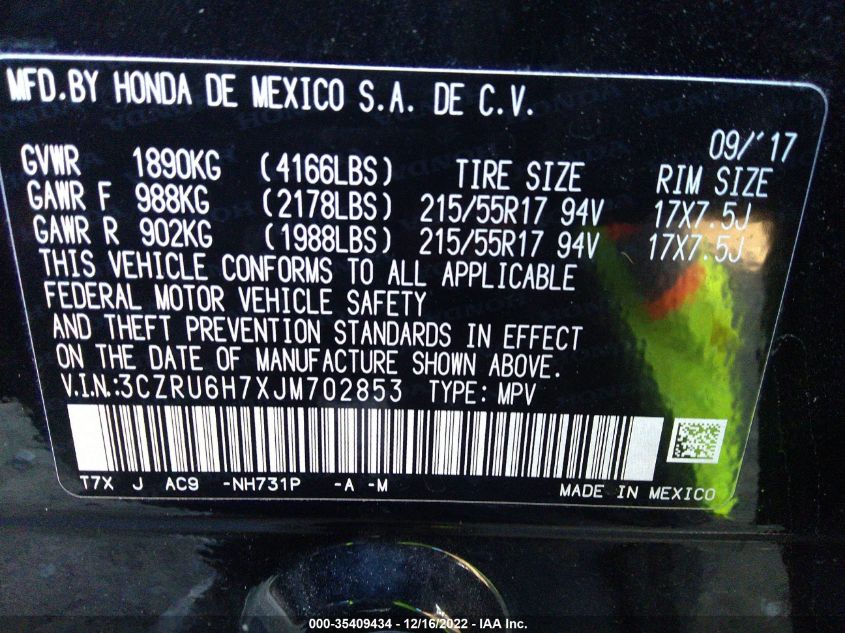 MFD.BY HONDA DE MEXICO S.A. DE C.V.
09/'17
GVWR 1890KG (4166LBS) TIRE SIZE RIM SIZE
GAWR F 988KG (2178LBS) 215/55R17 94V 17X7.5J
GAWR R 902KG (1988LBS) 215/55R17 94V 17X7.5J
THIS VEHICLE CONFORMS TO ALL APPLICABLE
FEDERAL MOTOR VEHICLE SAFETY
AND THEFT PREVENTION STANDARDS IN EFFECT
ON THE DATE OF MANUFACTURE SHOWN ABOVE.
V.I.N.:3CZRU6H7XJM702853 TYPE: MPV
T7X J AC9 -NH731P -A -M MADE IN MEXICO
000-35409434 - 12/16/2022 - IAA Inc.